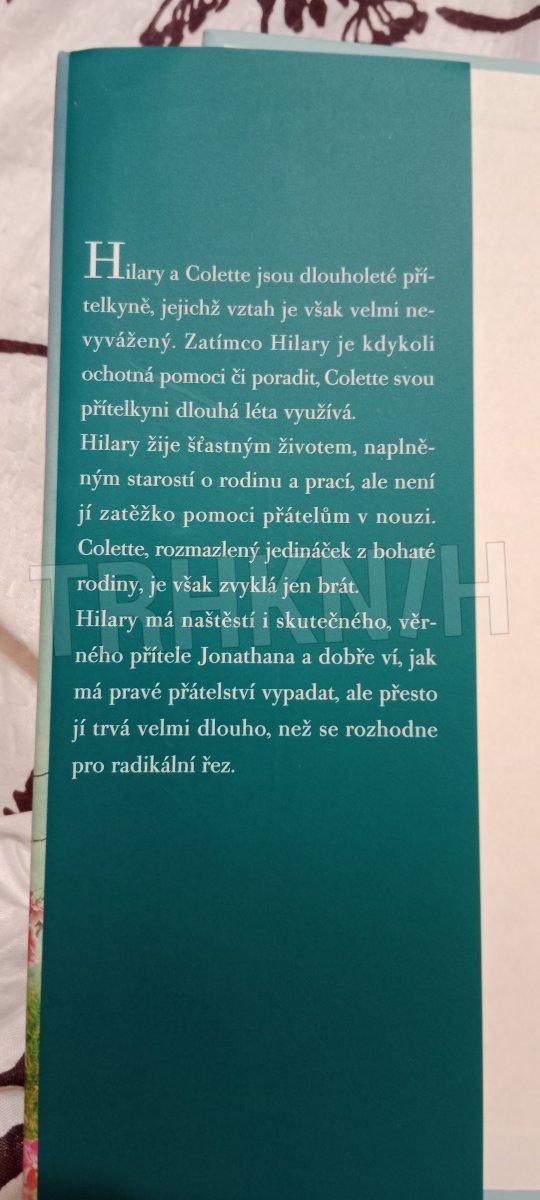 Hilary a Colette jsou dlouholeté pří-
telkyně, jejichž vztah je však velmi ne-
vyvážený. Zatímco Hilary je kdykoli
ochotná pomoci či poradit, Colette svou
přítelkyni dlouhá léta využívá.
Hilary žije šťastným životem, naplně-
ným starostí o rodinu a prací, ale není
jí zatěžko pomoci přátelům v nouzi.
Colette, rozmazlený jedináček z bohaté
rodiny, je však zvyklá jen brát.
TRHKNIH
Hilary má naštěstí i skutečného, věr-
ného přítele Jonathana a dobře ví, jak
má pravé přátelství vypadat, ale přesto
jí trvá velmi dlouho, než se rozhodne
pro radikální řez.